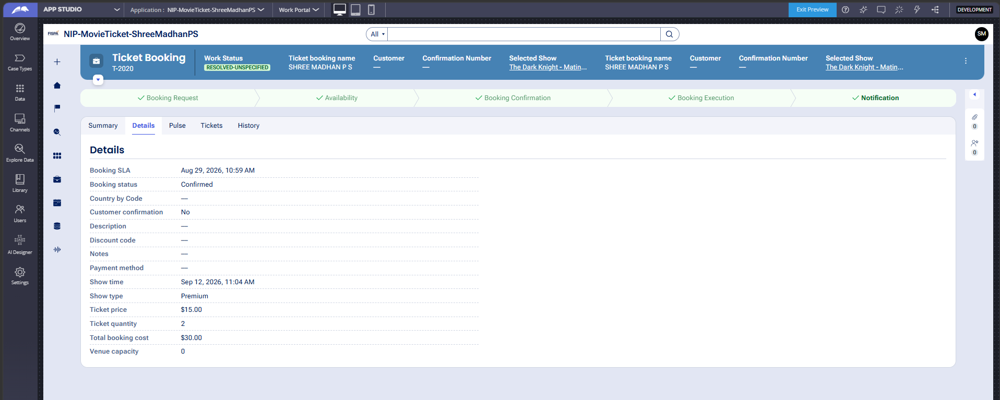 APP STUDIO
Application : NIP-MovieTicket-ShreeMadhanPS
Work Portal
Exit Preview
DEVELOPMENT
Overview
Case Types
Data
Channels
Explore Data
Library
Users
AI
AI Designer
Settings
FISPA
NIP-MovieTicket-ShreeMadhanPS
All
SM
Ticket Booking
T-2020
Work Status
RESOLVED-UNSPECIFIED
Ticket booking name
SHREE MADHAN P S
Customer
—
Confirmation Number
—
Selected Show
The Dark Knight - Matin...
Ticket booking name
SHREE MADHAN P S
Customer
—
Confirmation Number
—
Selected Show
The Dark Knight - Matin...
Booking Request
Availability
Booking Confirmation
Booking Execution
Notification
0
0
Summary Details Pulse Tickets History
Details
Booking SLA Aug 29, 2026, 10:59 AM
Booking status Confirmed
Country by Code —
Customer confirmation No
Description —
Discount code —
Notes —
Payment method —
Show time Sep 12, 2026, 11:04 AM
Show type Premium
Ticket price $15.00
Ticket quantity 2
Total booking cost $30.00
Venue capacity 0